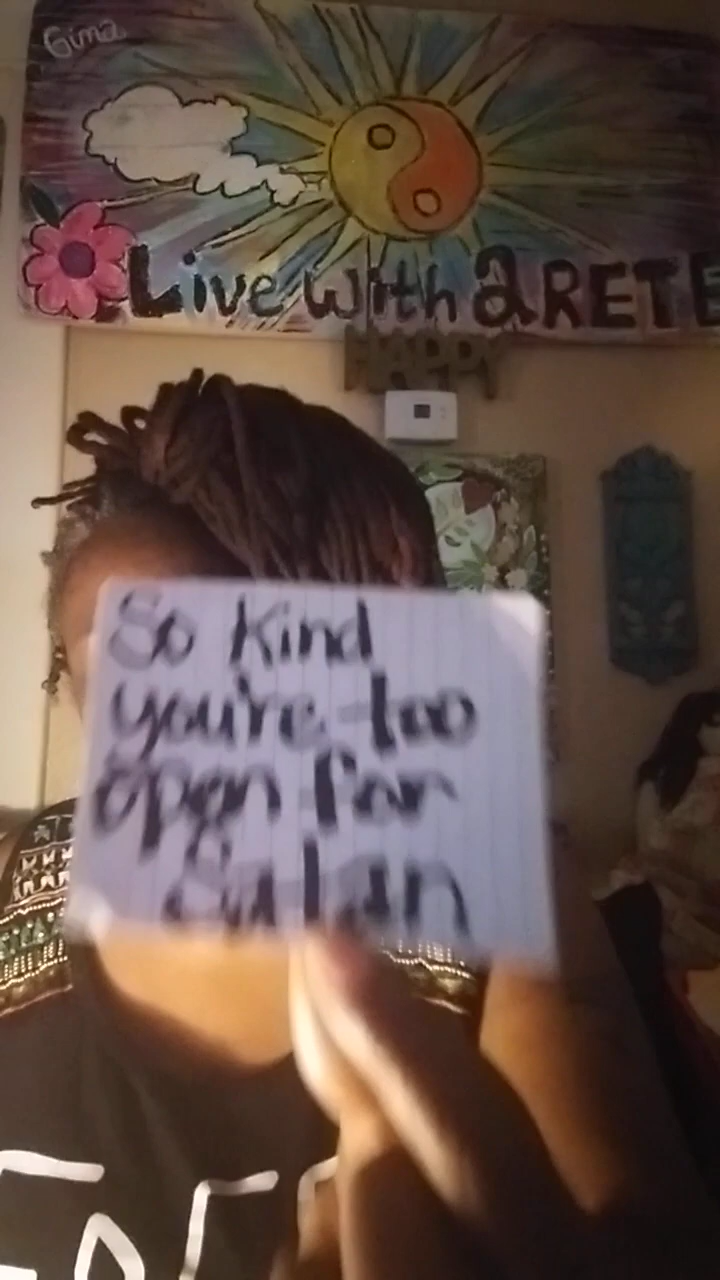 Gina
Live with ARETE
HAPPY
So Kind
you're too
open for
Satan